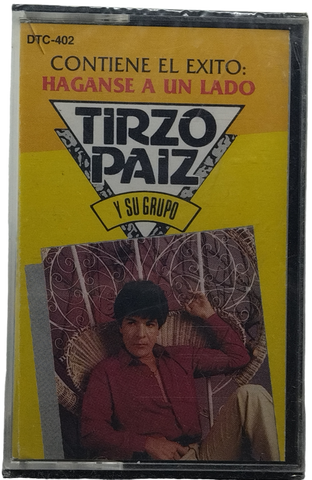 DTC-402
CONTIENE EL EXITO:
HAGANSE A UN LADO
TIRZO
PAIZ
Y SU GRUPO